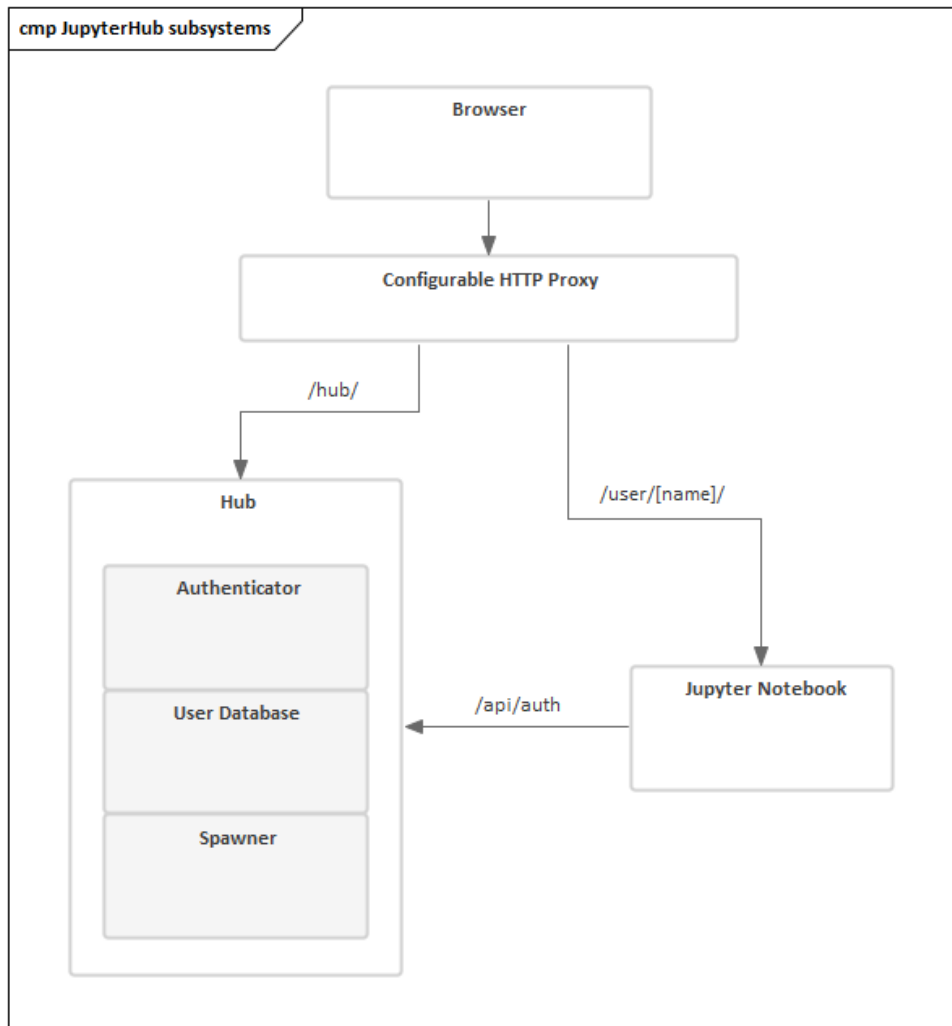 cmp JupyterHub subsystems
Browser
Configurable HTTP Proxy
/hub/
/user/[name]/
Hub
Authenticator
User Database
Spawner
/api/auth
Jupyter Notebook